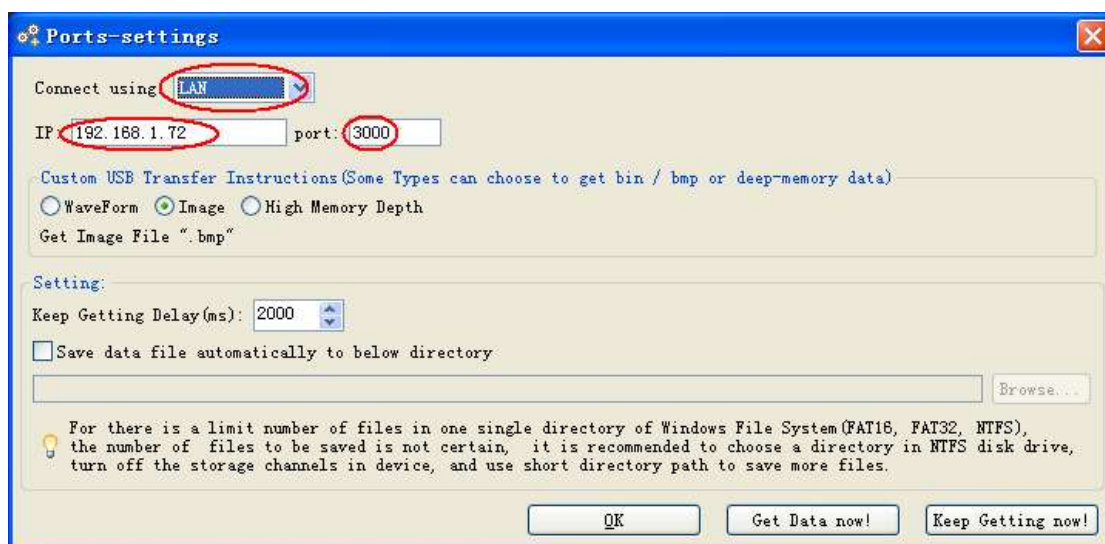 Ports-settings
Connect using: LAN
IP: 192.168.1.72 port: 3000
Custom USB Transfer Instructions(Some Types can choose to get bin / bmp or deep-memory data)
WaveForm Image High Memory Depth
Get Image File ".bmp"
Setting:
Keep Getting Delay(ms): 2000
Save data file automatically to below directory
Browse...
For there is a limit number of files in one single directory of Windows File System(FAT16, FAT32, NTFS),
the number of files to be saved is not certain, it is recommended to choose a directory in NTFS disk drive,
turn off the storage channels in device, and use short directory path to save more files.
OK Get Data now! Keep Getting now!